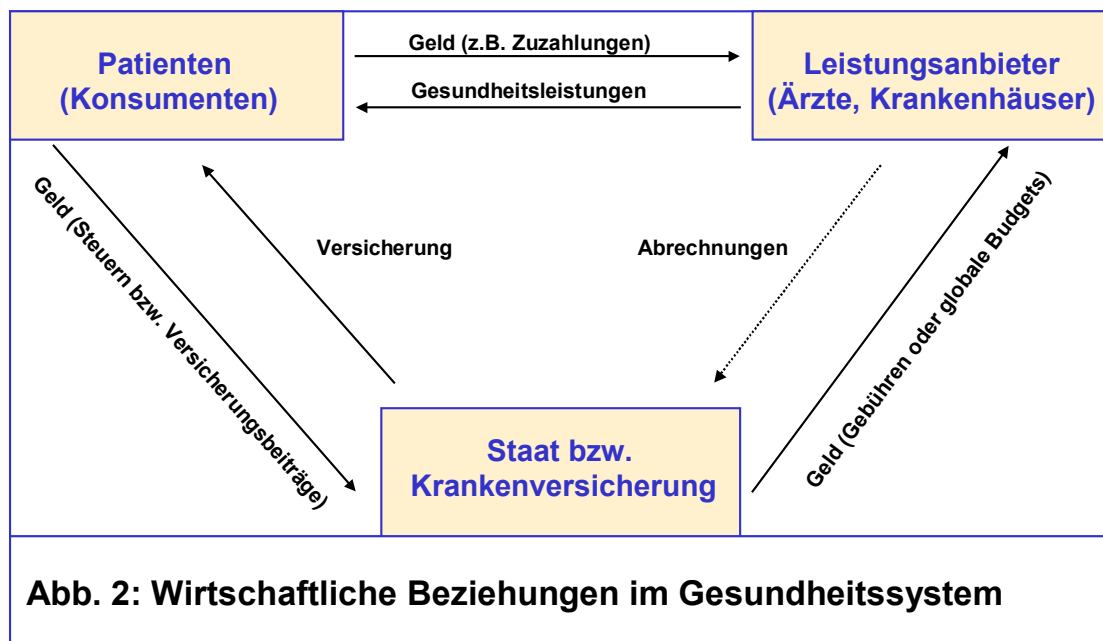 Patienten
(Konsumenten)
Geld (z.B. Zuzahlungen)
Gesundheitsleistungen
Leistungsanbieter
(Ärzte, Krankenhäuser)
Geld (Steuern bzw. Versicherungsbeiträge)
Versicherung
Abrechnungen
Geld (Gebühren oder globale Budgets)
Staat bzw.
Krankenversicherung
Abb. 2: Wirtschaftliche Beziehungen im Gesundheitssystem